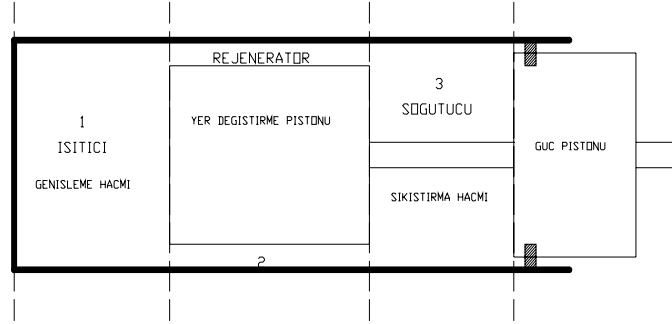 REJENERATOR
1
ISITICI
GENISLEME HACMI
YER DEGISTIRME PISTONU
3
SOGUTUCU
SIKISTIRMA HACMI
GUC PISTONU
2